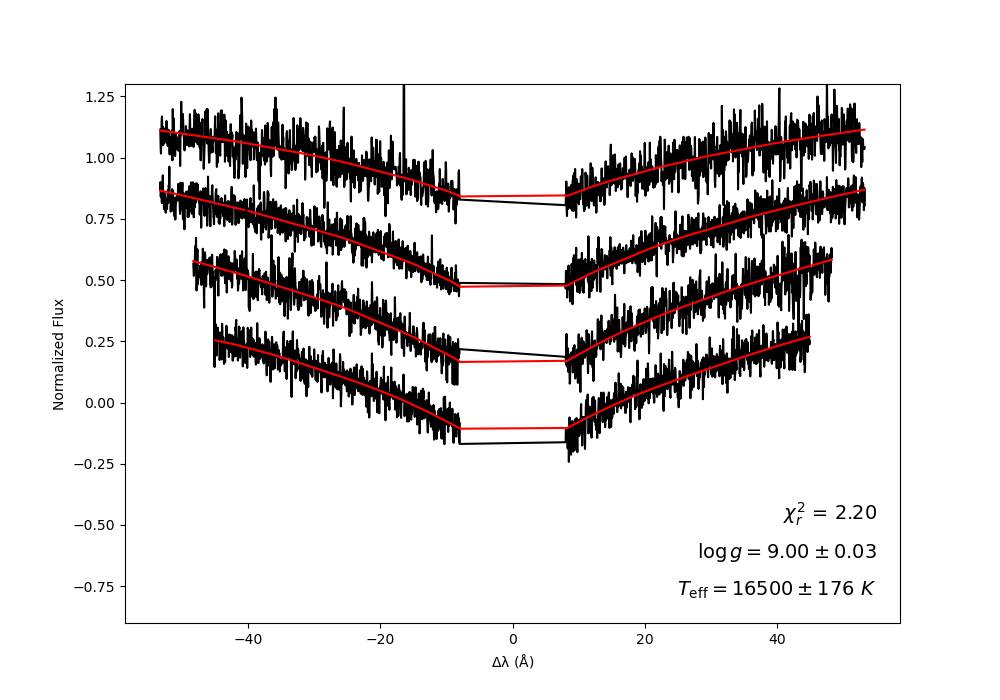 1.25
1.00
0.75
0.50
0.25
0.00
−0.25
−0.50
−0.75
Normalized Flux
χ²ᵣ = 2.20
log g = 9.00 ± 0.03
T_eff = 16500 ± 176 K
−40 −20 0 20 40
Δλ (Å)